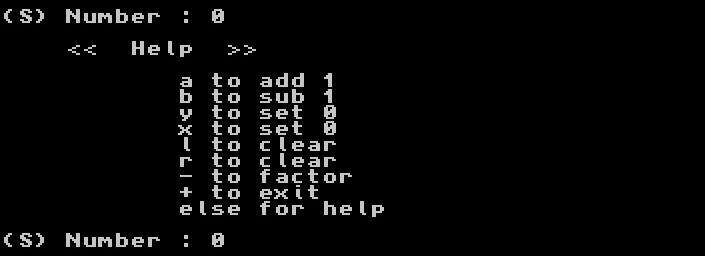 (S) Number : 0
<< Help >>
a to add 1
b to sub 1
y to set 0
x to set 0
l to clear
r to clear
- to factor
+ to exit
else for help
(S) Number : 0